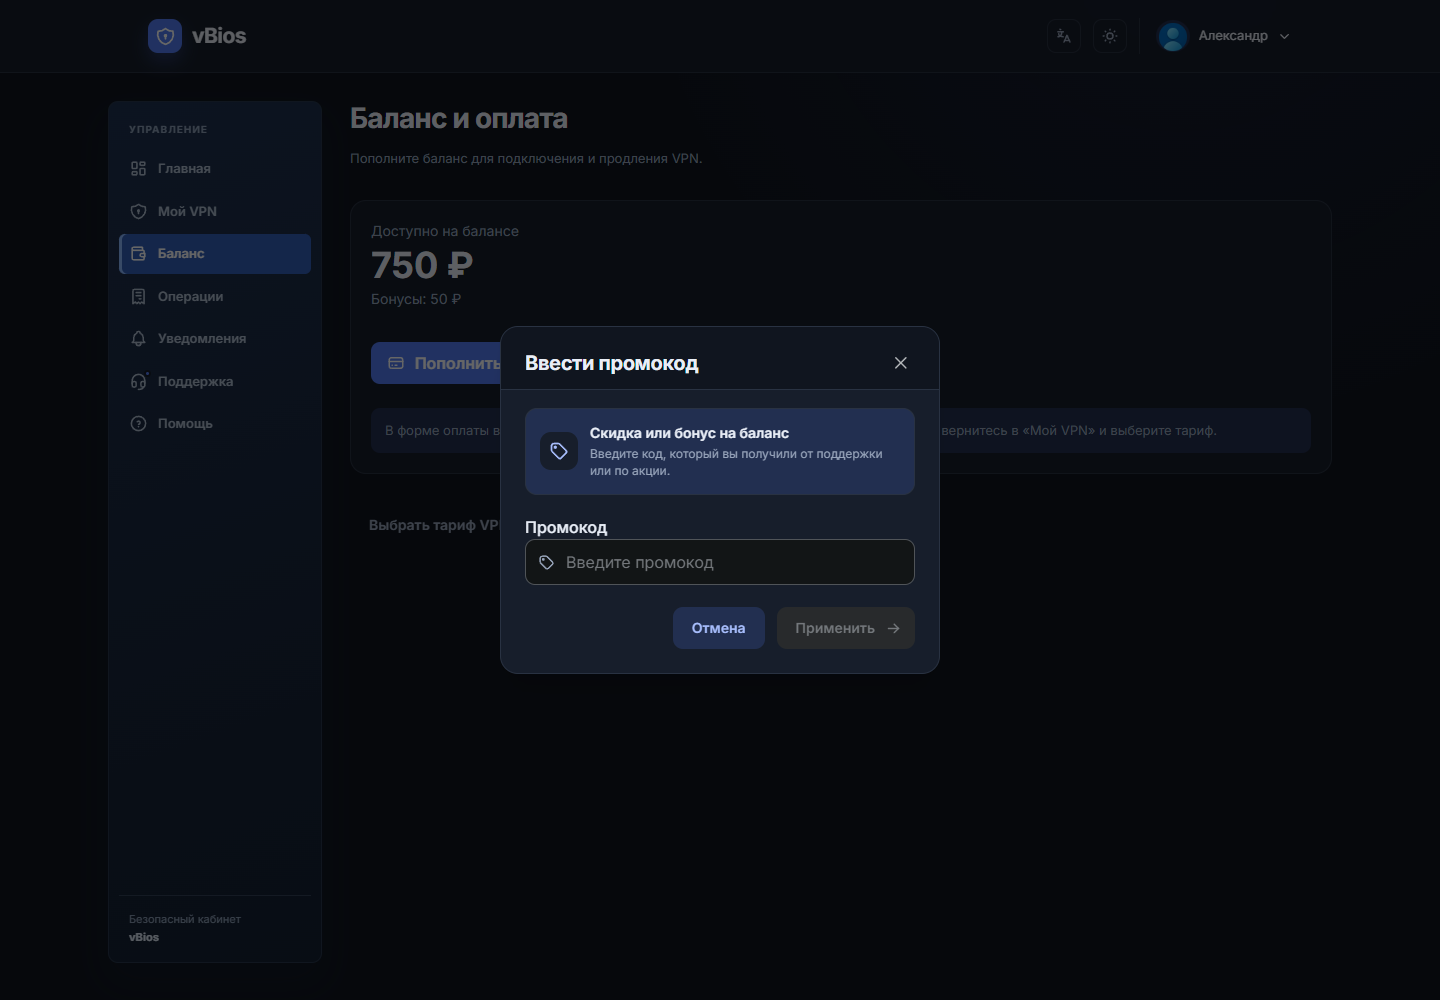 vBios
Александр
УПРАВЛЕНИЕ
Главная
Мой VPN
Баланс
Операции
Уведомления
Поддержка
Помощь
Безопасный кабинет
vBios
Баланс и оплата
Пополните баланс для подключения и продления VPN.
Доступно на балансе
750 ₽
Бонусы: 50 ₽
Пополнить
В форме оплаты
вернитесь в «Мой VPN» и выберите тариф.
Выбрать тариф
Ввести промокод
Скидка или бонус на баланс
Введите код, который вы получили от поддержки
или по акции.
Промокод
Введите промокод
Отмена
Применить